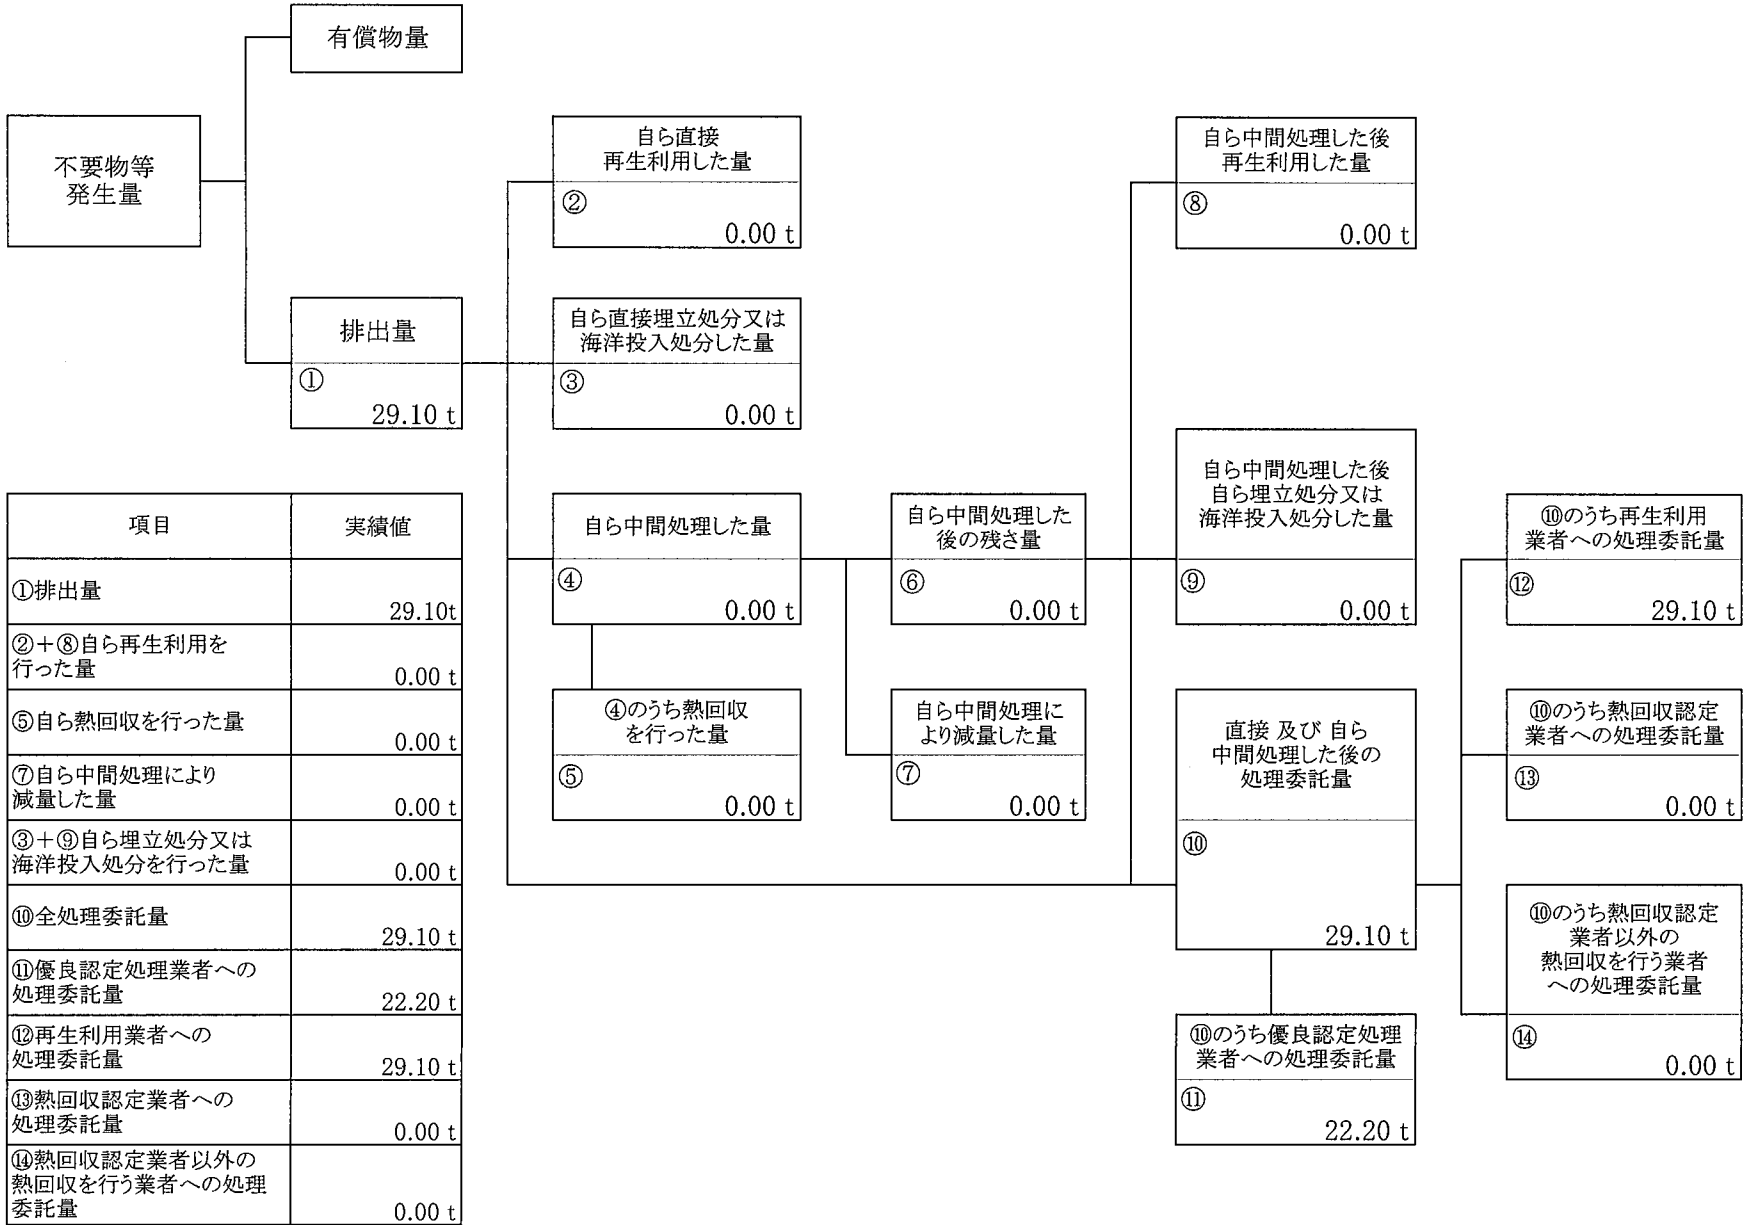 有償物量
不要物等
発生量
自ら直接
再生利用した量
②
0.00 t
自ら中間処理した後
再生利用した量
⑧
0.00 t
排出量
①
29.10 t
自ら直接埋立処分又は
海洋投入処分した量
③
0.00 t
自ら中間処理した量
④
0.00 t
自ら中間処理した
後の残さ量
⑥
0.00 t
自ら中間処理した後
自ら埋立処分又は
海洋投入処分した量
⑨
0.00 t
⑩のうち再生利用
業者への処理委託量
⑫
29.10 t
④のうち熱回収
を行った量
⑤
0.00 t
自ら中間処理に
より減量した量
⑦
0.00 t
直接 及び 自ら
中間処理した後の
処理委託量
⑩
29.10 t
⑩のうち熱回収認定
業者への処理委託量
⑬
0.00 t
⑩のうち熱回収認定
業者以外の
熱回収を行う業者
への処理委託量
⑭
0.00 t
⑩のうち優良認定処理
業者への処理委託量
⑪
22.20 t
項目 実績値
①排出量
29.10t
②＋⑧自ら再生利用を
行った量
0.00 t
⑤自ら熱回収を行った量
0.00 t
⑦自ら中間処理により
減量した量
0.00 t
③＋⑨自ら埋立処分又は
海洋投入処分を行った量
0.00 t
⑩全処理委託量
29.10 t
⑪優良認定処理業者への
処理委託量
22.20 t
⑫再生利用業者への
処理委託量
29.10 t
⑬熱回収認定業者への
処理委託量
0.00 t
⑭熱回収認定業者以外の
熱回収を行う業者への処理
委託量
0.00 t